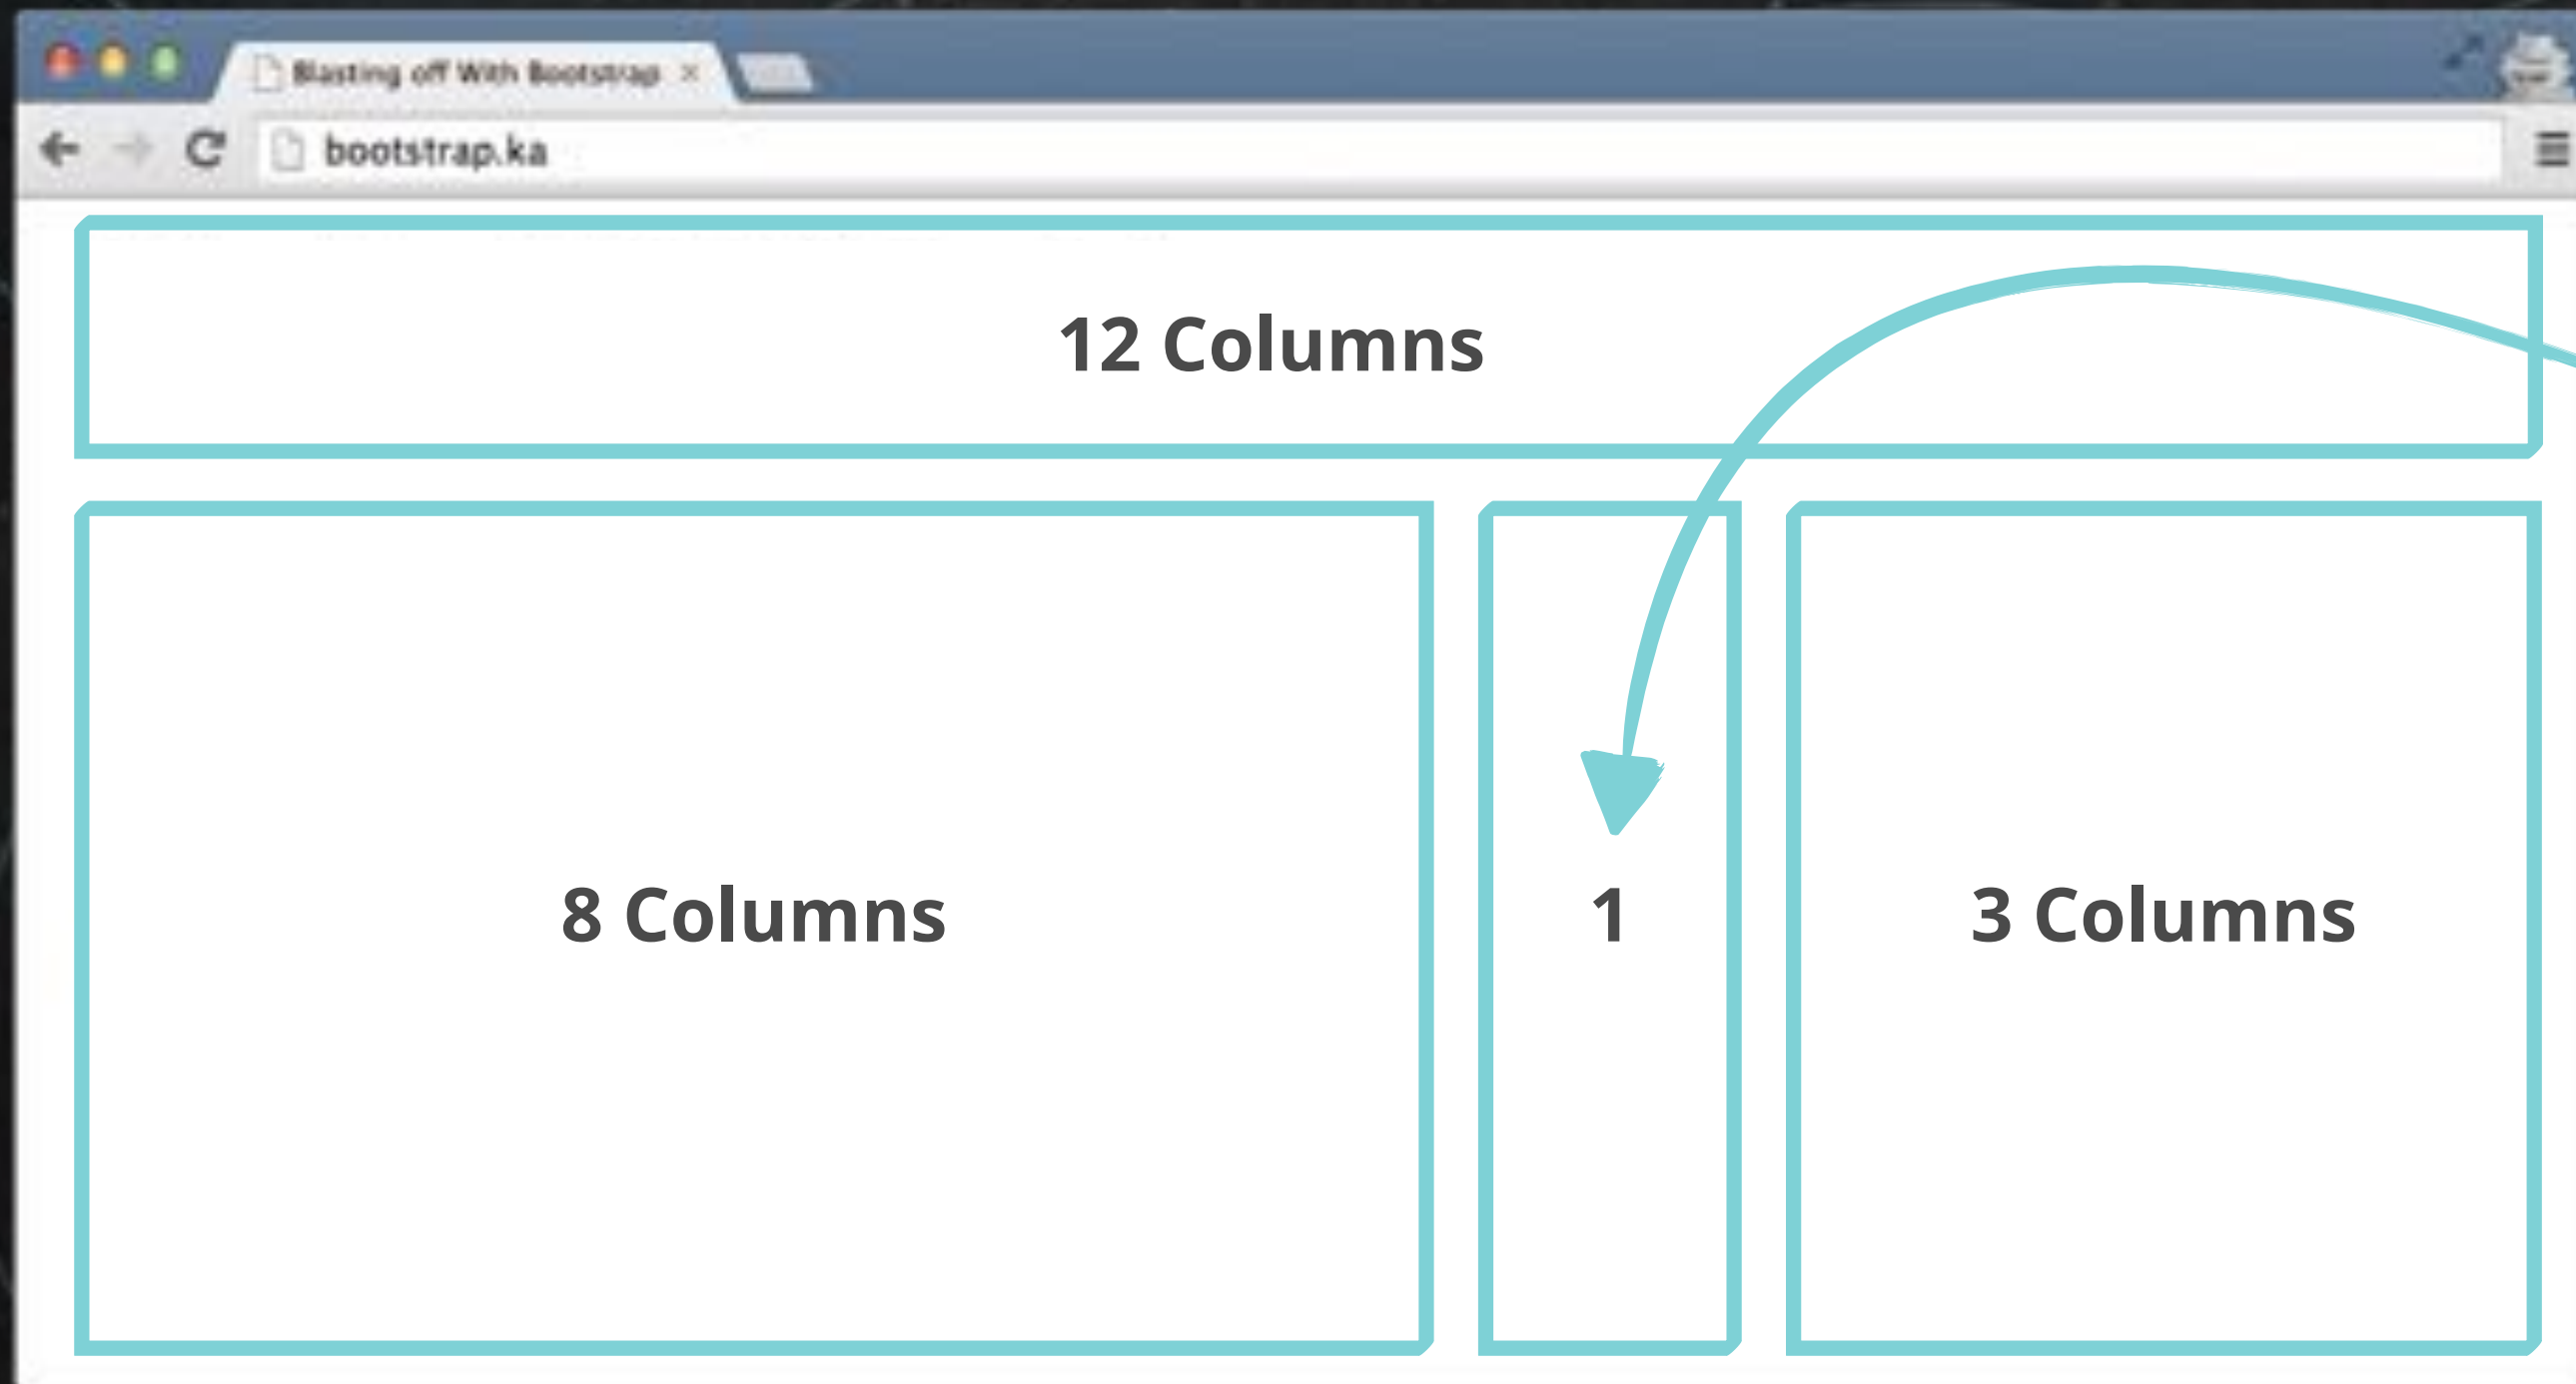 Blasting off With Bootstrap
bootstrap.ka
12 Columns
8 Columns
1
3 Columns